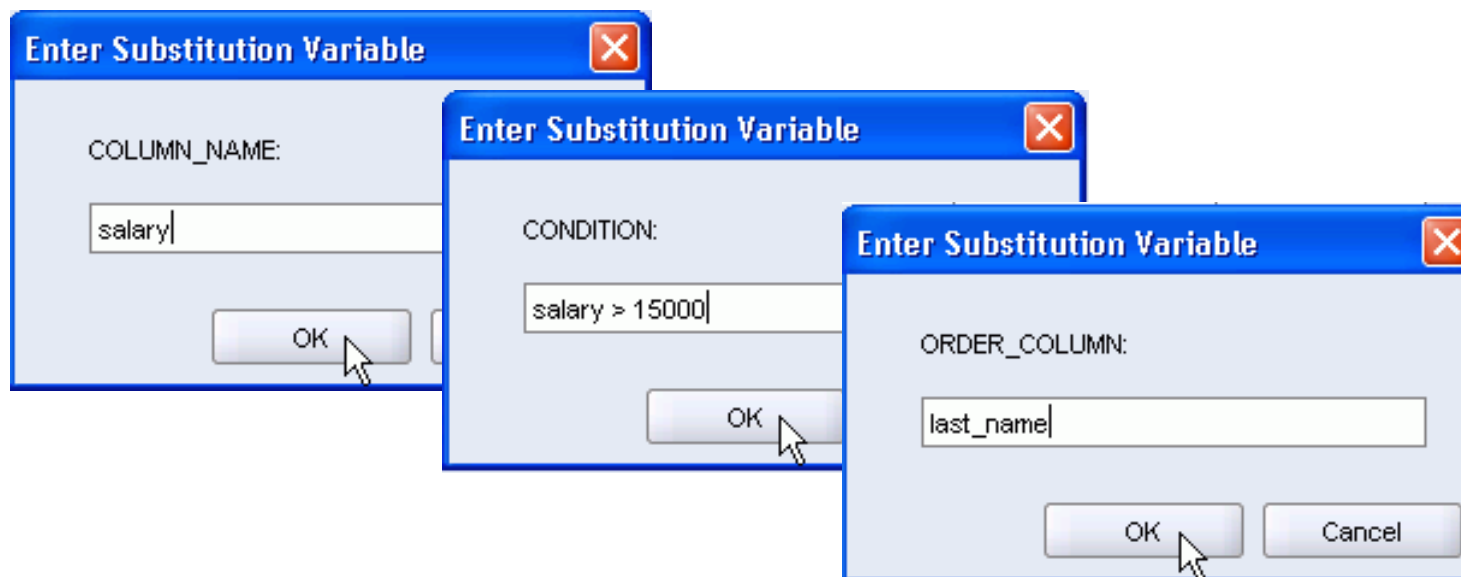 Enter Substitution Variable
COLUMN_NAME:
salary
OK
Enter Substitution Variable
CONDITION:
salary > 15000
OK
Enter Substitution Variable
ORDER_COLUMN:
last_name
OK
Cancel